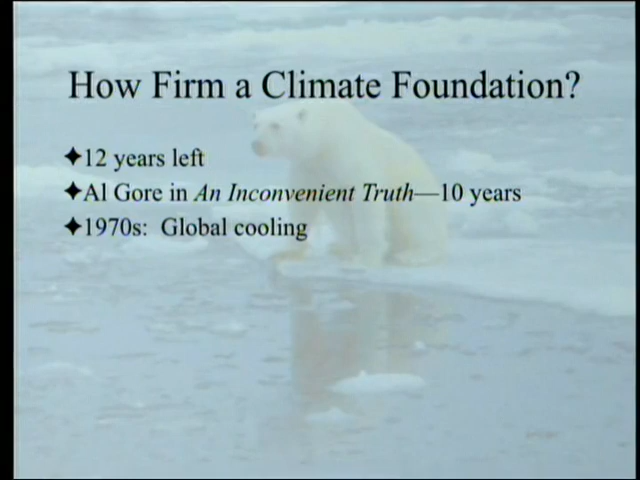 How Firm a Climate Foundation?
✦12 years left
✦Al Gore in An Inconvenient Truth—10 years
✦1970s: Global cooling